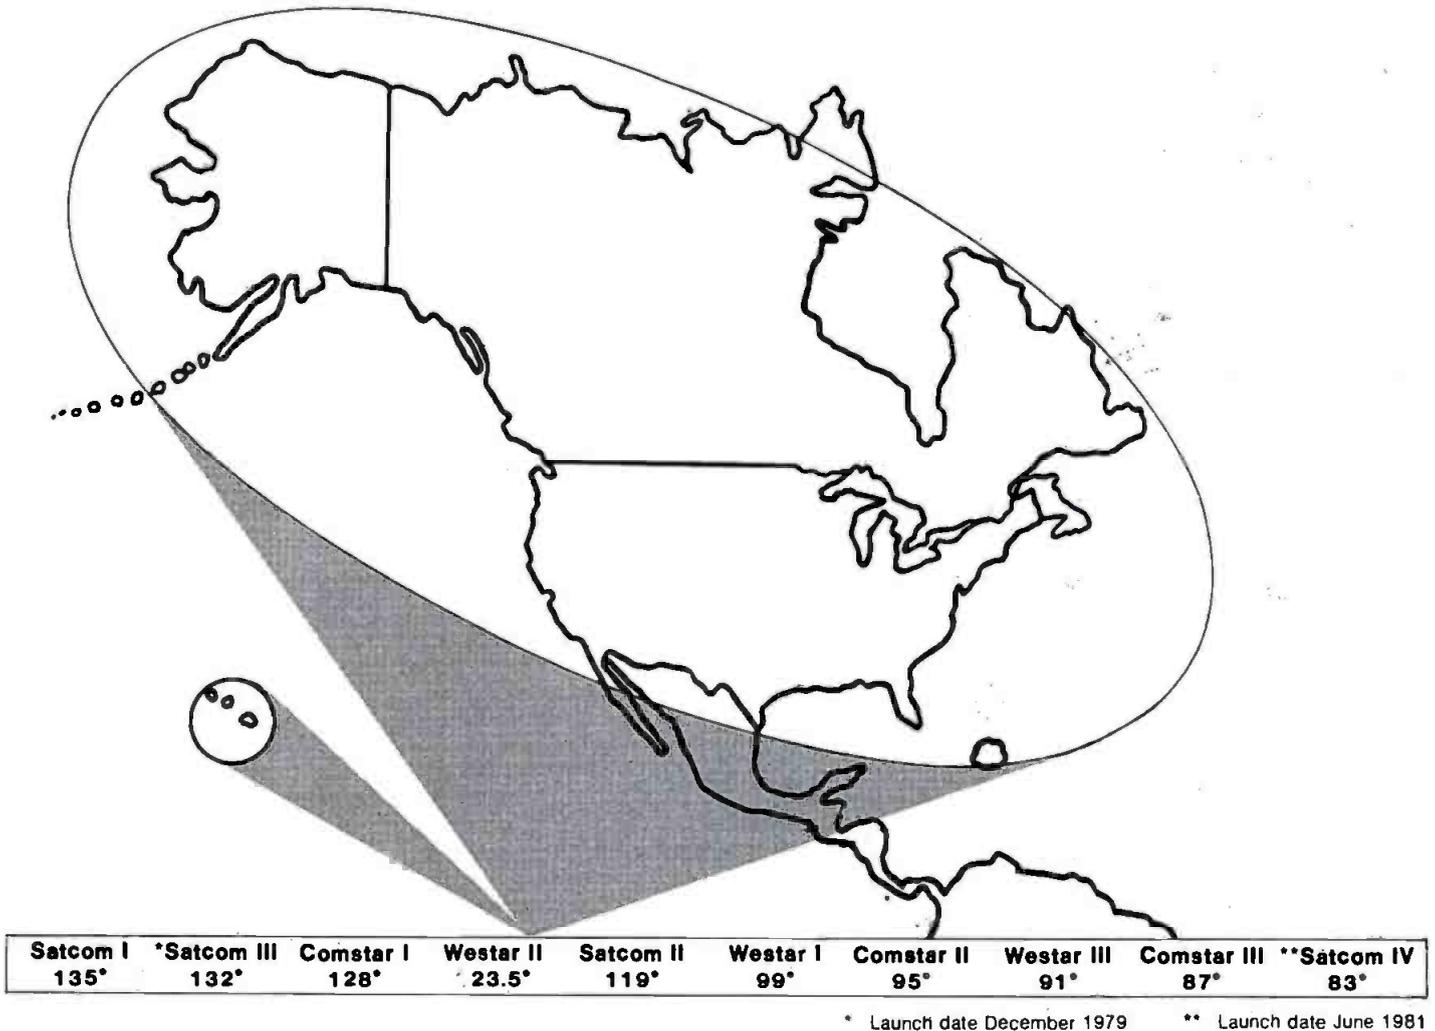 Satcom I *Satcom III Comstar I Westar II Satcom II Westar I Comstar II Westar III Comstar III **Satcom IV
135° 132° 128° 23.5° 119° 99° 95° 91° 87° 83°
* Launch date December 1979 ** Launch date June 1981